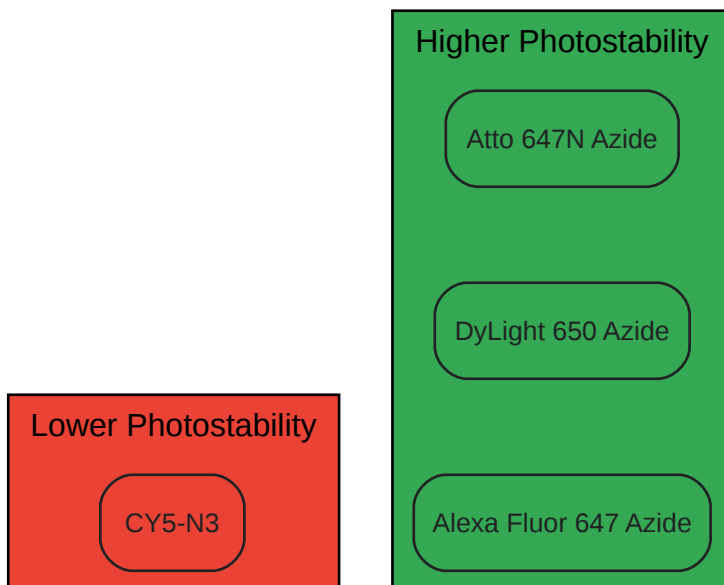 Higher Photostability
Atto 647N Azide
DyLight 650 Azide
Alexa Fluor 647 Azide
Lower Photostability
CY5-N3